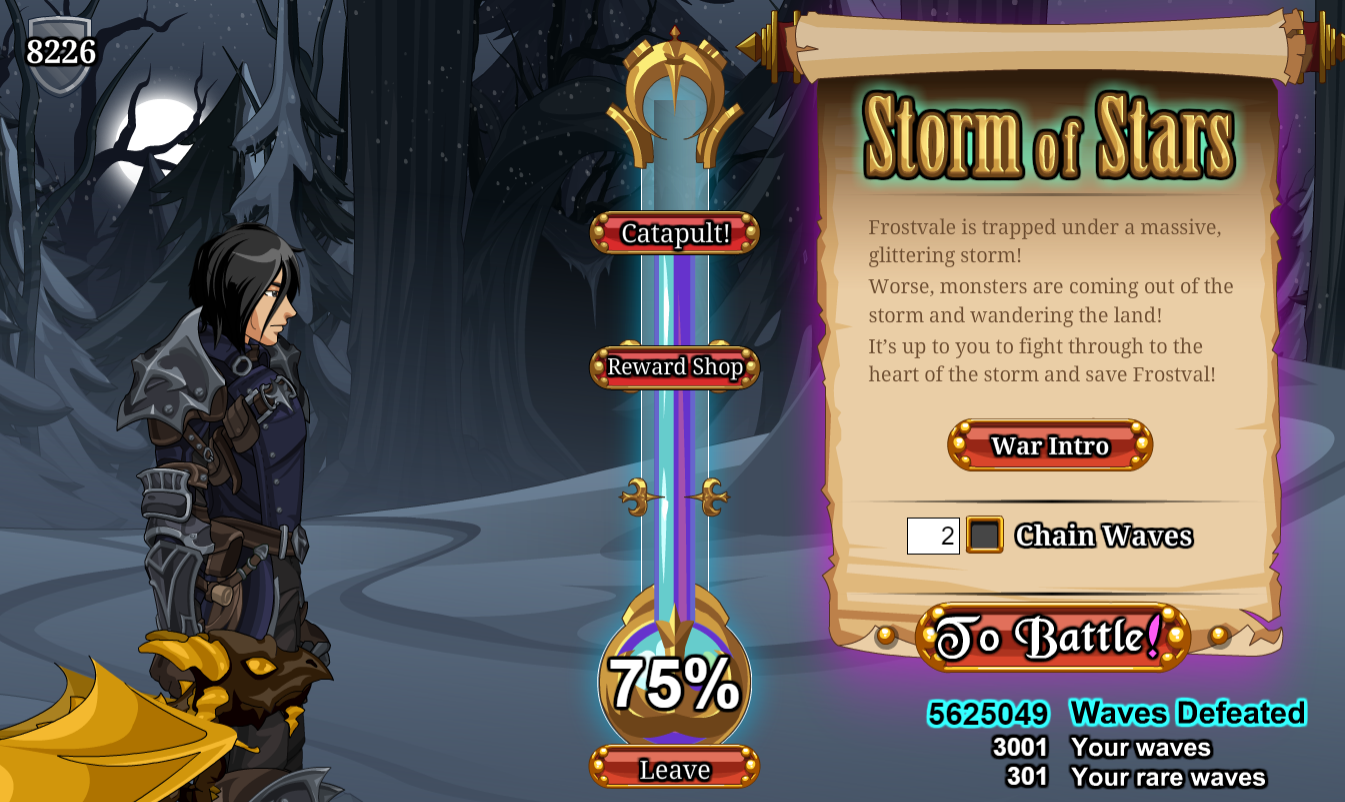 8226
Storm of Stars
Frostvale is trapped under a massive,
glittering storm!
Worse, monsters are coming out of the
storm and wandering the land!
It's up to you to fight through to the
heart of the storm and save Frostval!
War Intro
2 Chain Waves
To Battle!
5625049 Waves Defeated
3001 Your waves
301 Your rare waves
Catapult!
Reward Shop
75%
Leave